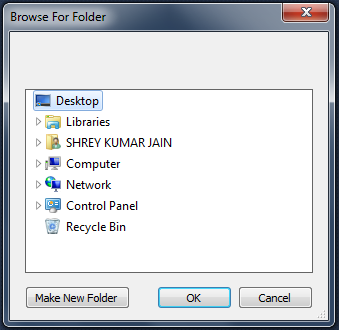 Browse For Folder
Desktop
Libraries
SHREY KUMAR JAIN
Computer
Network
Control Panel
Recycle Bin
Make New Folder
OK
Cancel